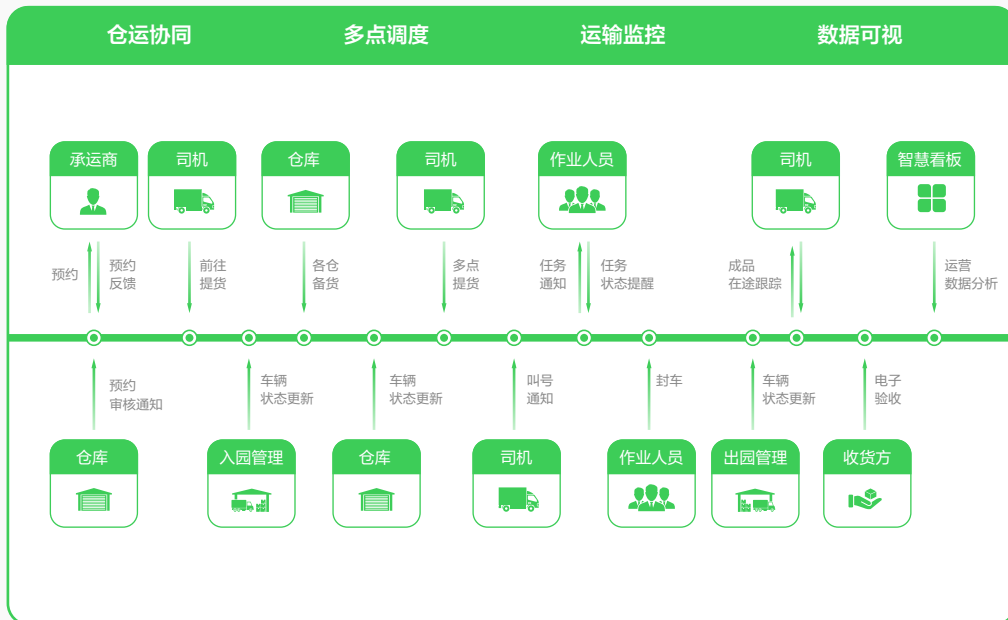 仓运协同
多点调度
运输监控
数据可视
承运商
司机
仓库
司机
作业人员
司机
智慧看板
预约
预约
反馈
前往
提货
各仓
备货
多点
提货
任务
通知
任务
状态提醒
成品
在途跟踪
运营
数据分析
预约
审核通知
车辆
状态更新
车辆
状态更新
叫号
通知
封车
车辆
状态更新
电子
验收
仓库
入园管理
仓库
司机
作业人员
出园管理
收货方